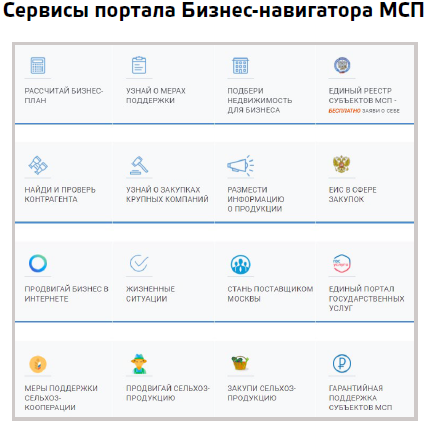 Сервисы портала Бизнес-навигатора МСП
РАССЧИТАЙ БИЗНЕС-
ПЛАН
УЗНАЙ О МЕРАХ
ПОДДЕРЖКИ
ПОДБЕРИ
НЕДВИЖИМОСТЬ
ДЛЯ БИЗНЕСА
ЕДИНЫЙ РЕЕСТР
СУБЪЕКТОВ МСП -
БЕСПЛАТНО ЗАЯВИ О СЕБЕ
НАЙДИ И ПРОВЕРЬ
КОНТРАГЕНТА
УЗНАЙ О ЗАКУПКАХ
КРУПНЫХ КОМПАНИЙ
РАЗМЕСТИ
ИНФОРМАЦИЮ
О ПРОДУКЦИИ
ЕИС В СФЕРЕ
ЗАКУПОК
ПРОДВИГАЙ БИЗНЕС В
ИНТЕРНЕТЕ
ЖИЗНЕННЫЕ
СИТУАЦИИ
СТАНЬ ПОСТАВЩИКОМ
МОСКВЫ
гос
услуги
ЕДИНЫЙ ПОРТАЛ
ГОСУДАРСТВЕННЫХ
УСЛУГ
МЕРЫ ПОДДЕРЖКИ
СЕЛЬХОЗ-
КООПЕРАЦИИ
ПРОДВИГАЙ СЕЛЬХОЗ-
ПРОДУКЦИЮ
ЗАКУПИ СЕЛЬХОЗ-
ПРОДУКЦИЮ
ГАРАНТИЙНАЯ
ПОДДЕРЖКА
СУБЪЕКТОВ МСП